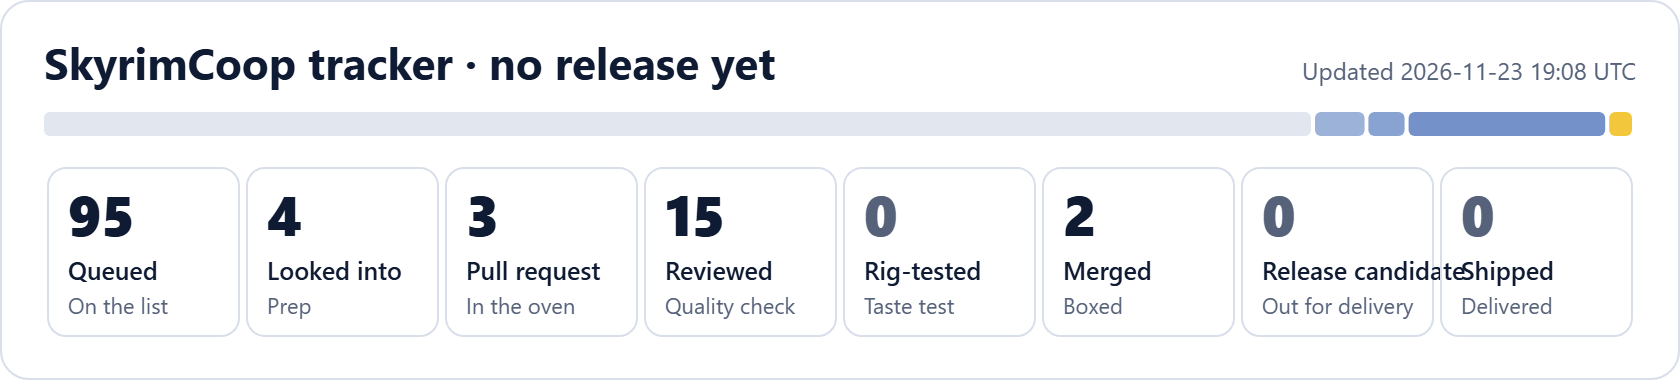 SkyrimCoop tracker · no release yet
Updated 2026-11-23 19:08 UTC
95
Queued
On the list
4
Looked into
Prep
3
Pull request
In the oven
15
Reviewed
Quality check
0
Rig-tested
Taste test
2
Merged
Boxed
0
Release candidate
Out for delivery
0
Shipped
Delivered